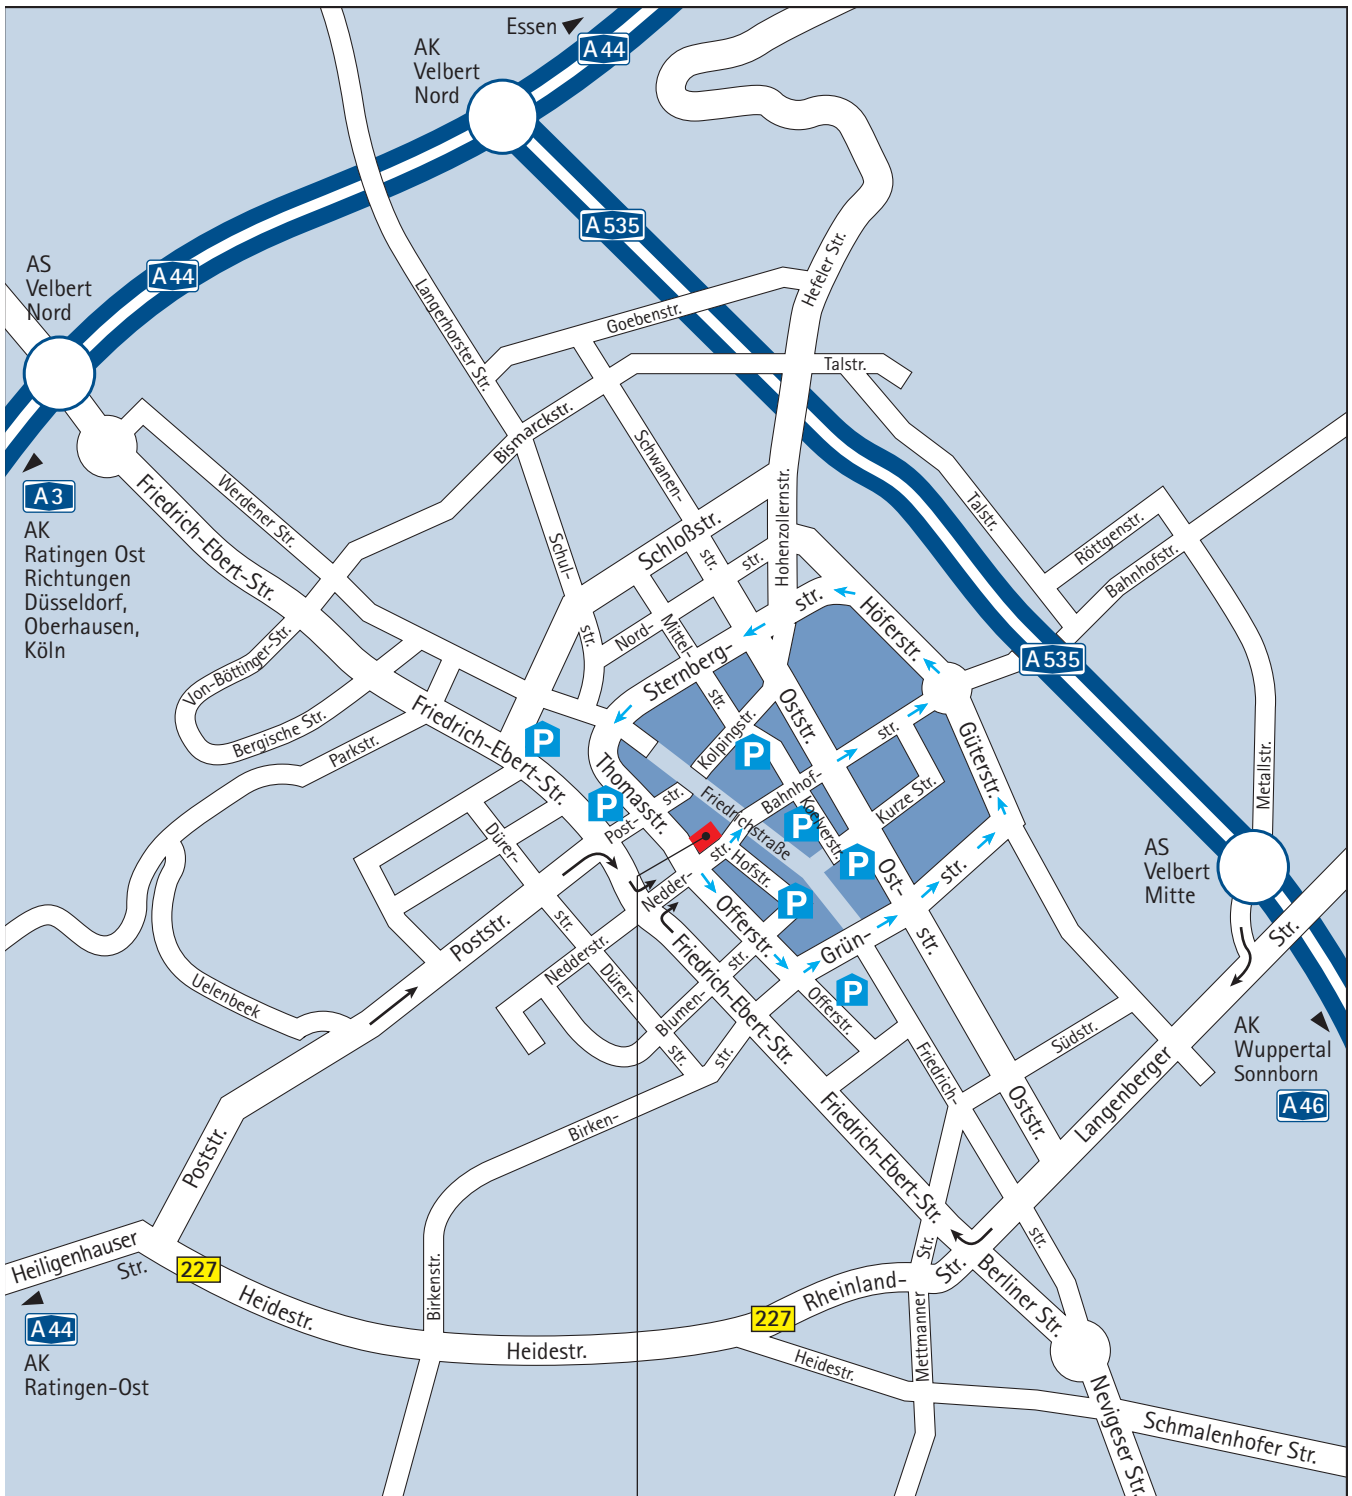 Essen
A 44
AK
Velbert
Nord
A 535
AS
Velbert
Nord
A 44
Hefeler Str.
Langerhorster Str.
Goebenstr.
Talstr.
Bismarckstr.
Schwanen-
str.
A 3
AK
Ratingen Ost
Richtungen
Düsseldorf,
Oberhausen,
Köln
Friedrich-Ebert-Str.
Werdener Str.
Schul-
str.
Schloßstr.
Hohenzollernstr.
Talstr.
Röttgenstr.
Bahnhofstr.
Nord-
str.
Mittel-
str.
Sternberg-
str.
Höferstr.
A 535
Von-Böttinger-Str.
Bergische Str.
Parkstr.
Friedrich-Ebert-Str.
P
Kolpingstr.
P
Oststr.
Bahnhof-
str.
Güterstr.
Metallstr.
Thomasstr.
P
Post-
str.
Friedrichstraße
P
Koelverstr.
Kurze Str.
P
Dürer-
str.
Nedder-
str.
Hofstr.
P
Ost-
str.
Grün-
str.
AS
Velbert
Mitte
Poststr.
Nedderstr.
Offerstr.
Uelenbeek
Dürer-
str.
Blumen-
str.
Friedrich-Ebert-Str.
P
Offerstr.
Langenberger
Str.
AK
Wuppertal
Sonnborn
A 46
Südstr.
Friedrich-
str.
Oststr.
Birken-
str.
Poststr.
Friedrich-Ebert-Str.
Heiligenhauser
Str.
227
A 44
AK
Ratingen-Ost
Heidestr.
Birkenstr.
Heidestr.
227
Rheinland-
Str.
Mettmanner
Str.
Berliner Str.
Heidestr.
Nevigeser Str.
Schmalenhofer Str.